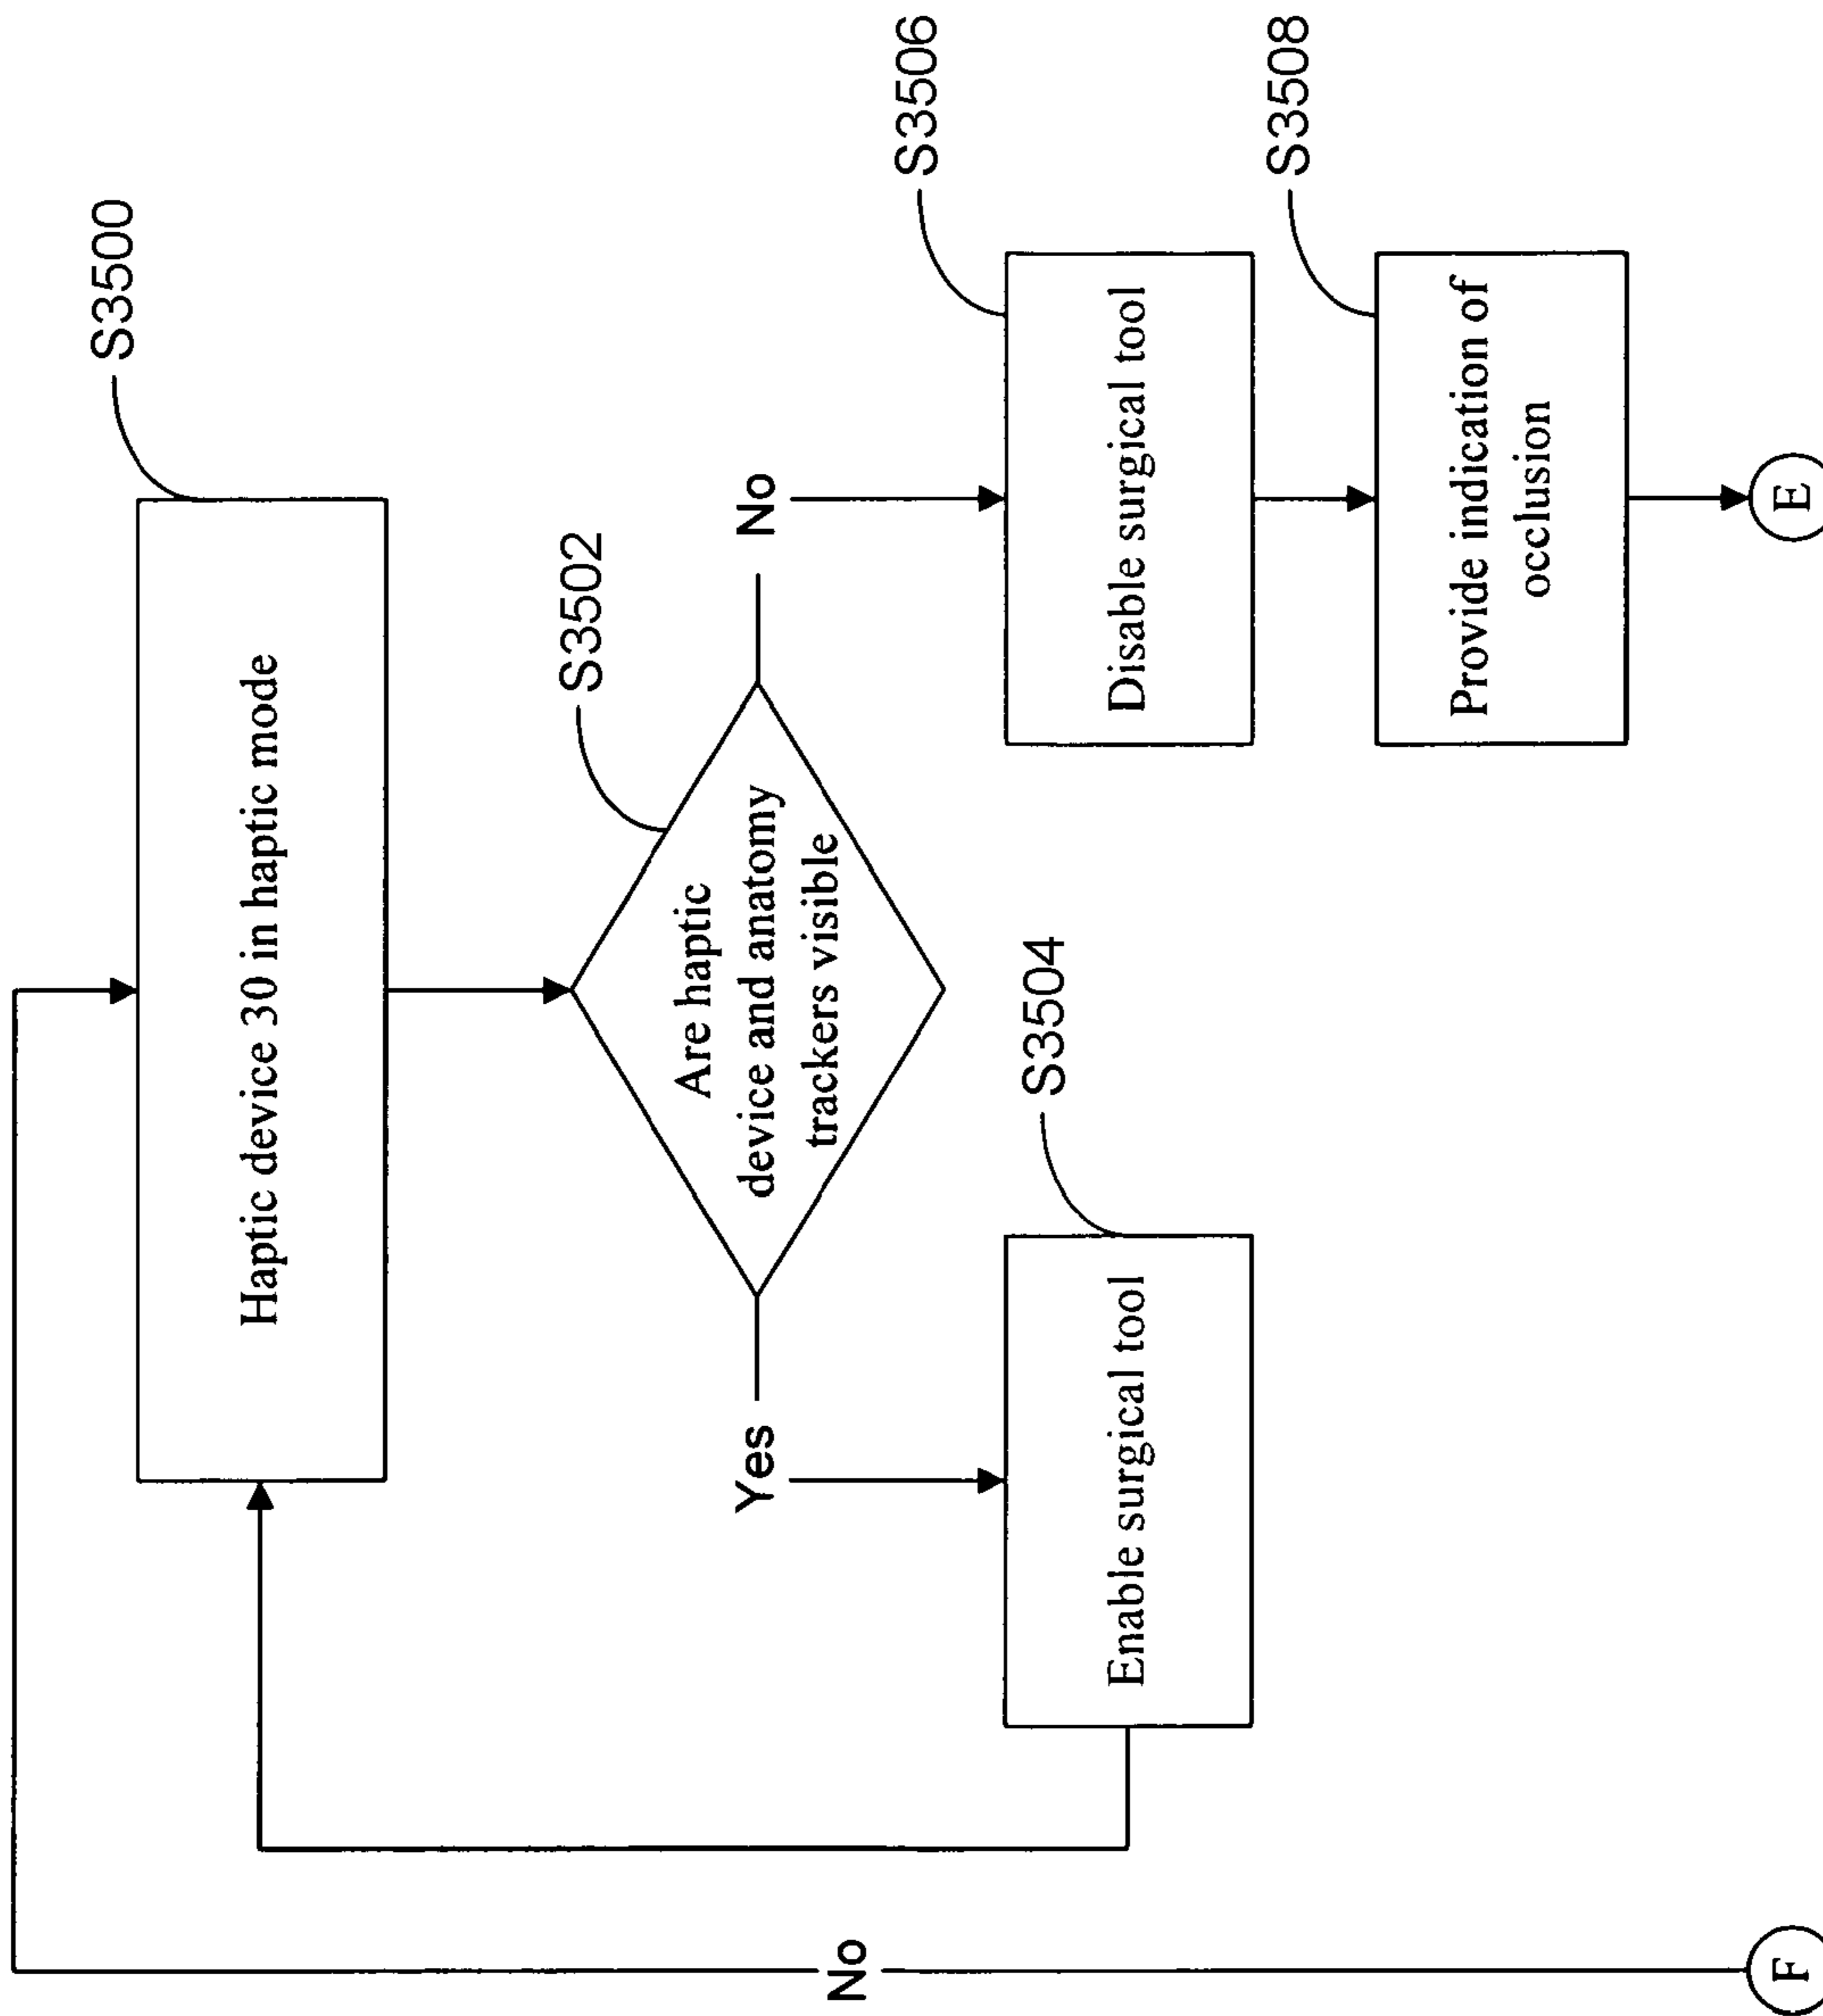 S3500
Haptic device 30 in haptic mode
S3502
Are haptic
device and anatomy
trackers visible
Yes
No
S3504
Enable surgical tool
S3506
Disable surgical tool
S3508
Provide indication of
occlusion
No
F
E